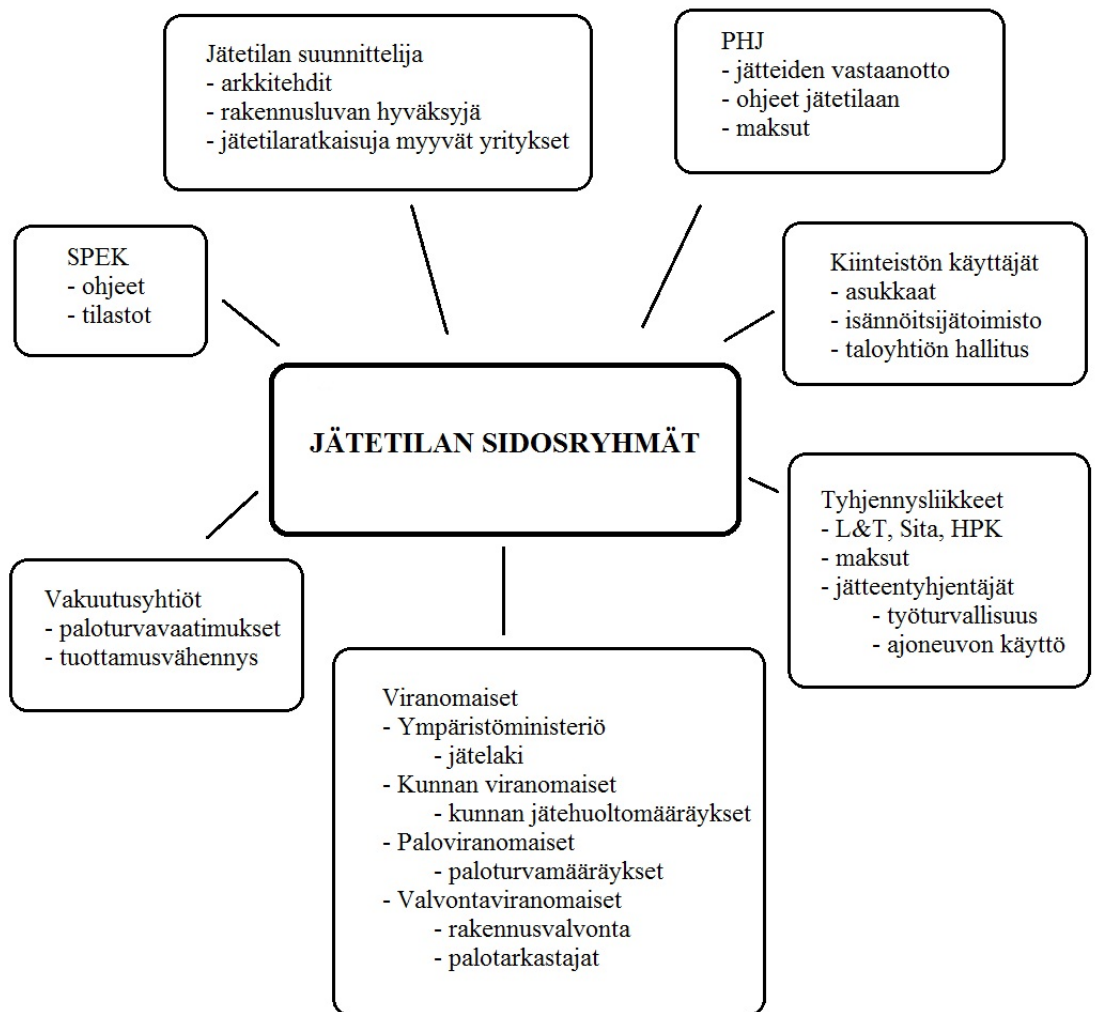 Jätetilan suunnittelija
- arkkitehdit
- rakennusluvan hyväksyjä
- jätetilaratkaisuja myyvät yritykset
PHJ
- jätteiden vastaanotto
- ohjeet jätetilaan
- maksut
SPEK
- ohjeet
- tilastot
Kiinteistön käyttäjät
- asukkaat
- isännöitsijätoimisto
- taloyhtiön hallitus
JÄTETILAN SIDOSRYHMÄT
Tyhjennysliikkeet
- L&T, Sita, HPK
- maksut
- jätteentyhjentäjät
- työturvallisuus
- ajoneuvon käyttö
Vakuutusyhtiöt
- paloturvavaatimukset
- tuottamusvähennys
Viranomaiset
- Ympäristöministeriö
- jätelaki
- Kunnan viranomaiset
- kunnan jätehuoltomääräykset
- Paloviranomaiset
- paloturvamääräykset
- Valvontaviranomaiset
- rakennusvalvonta
- palotarkastajat